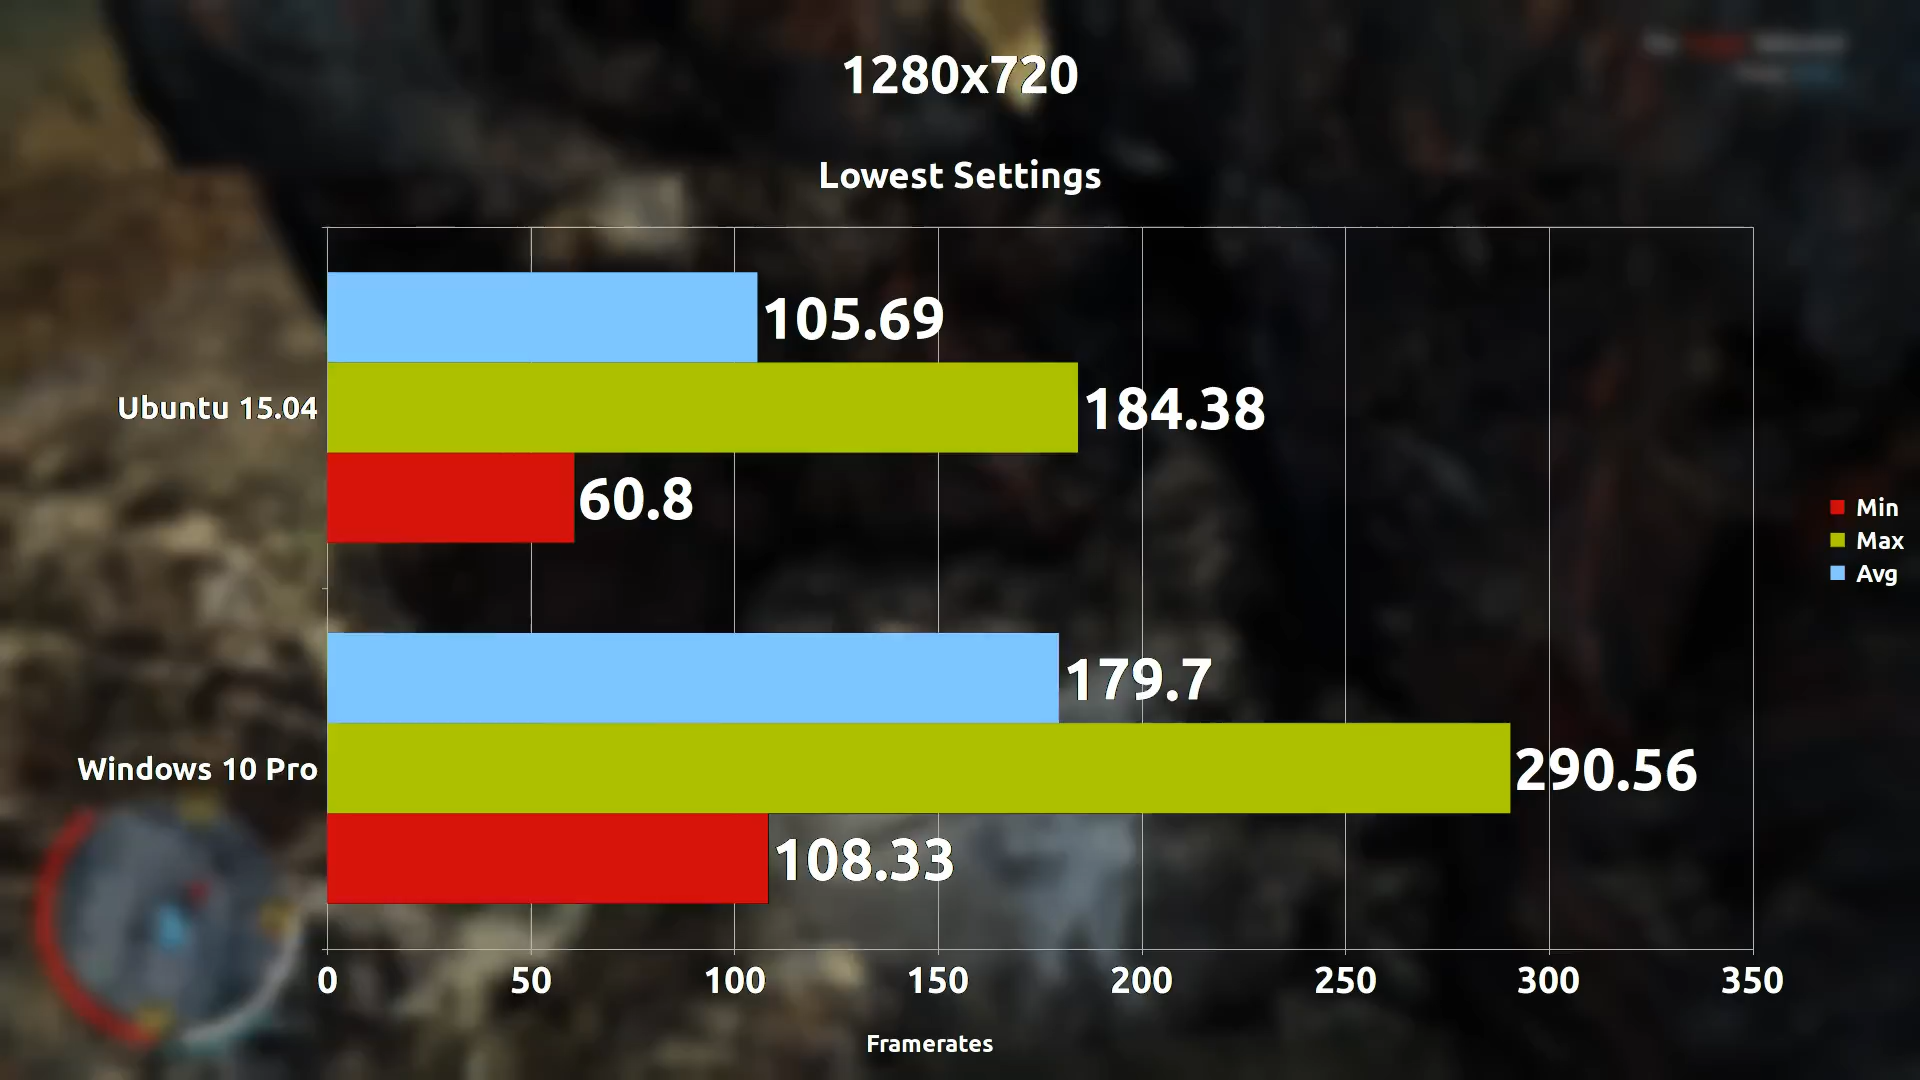 1280x720
Lowest Settings
105.69
184.38
Ubuntu 15.04
60.8
Min
Max
Avg
179.7
290.56
Windows 10 Pro
108.33
0 50 100 150 200 250 300 350
Framerates